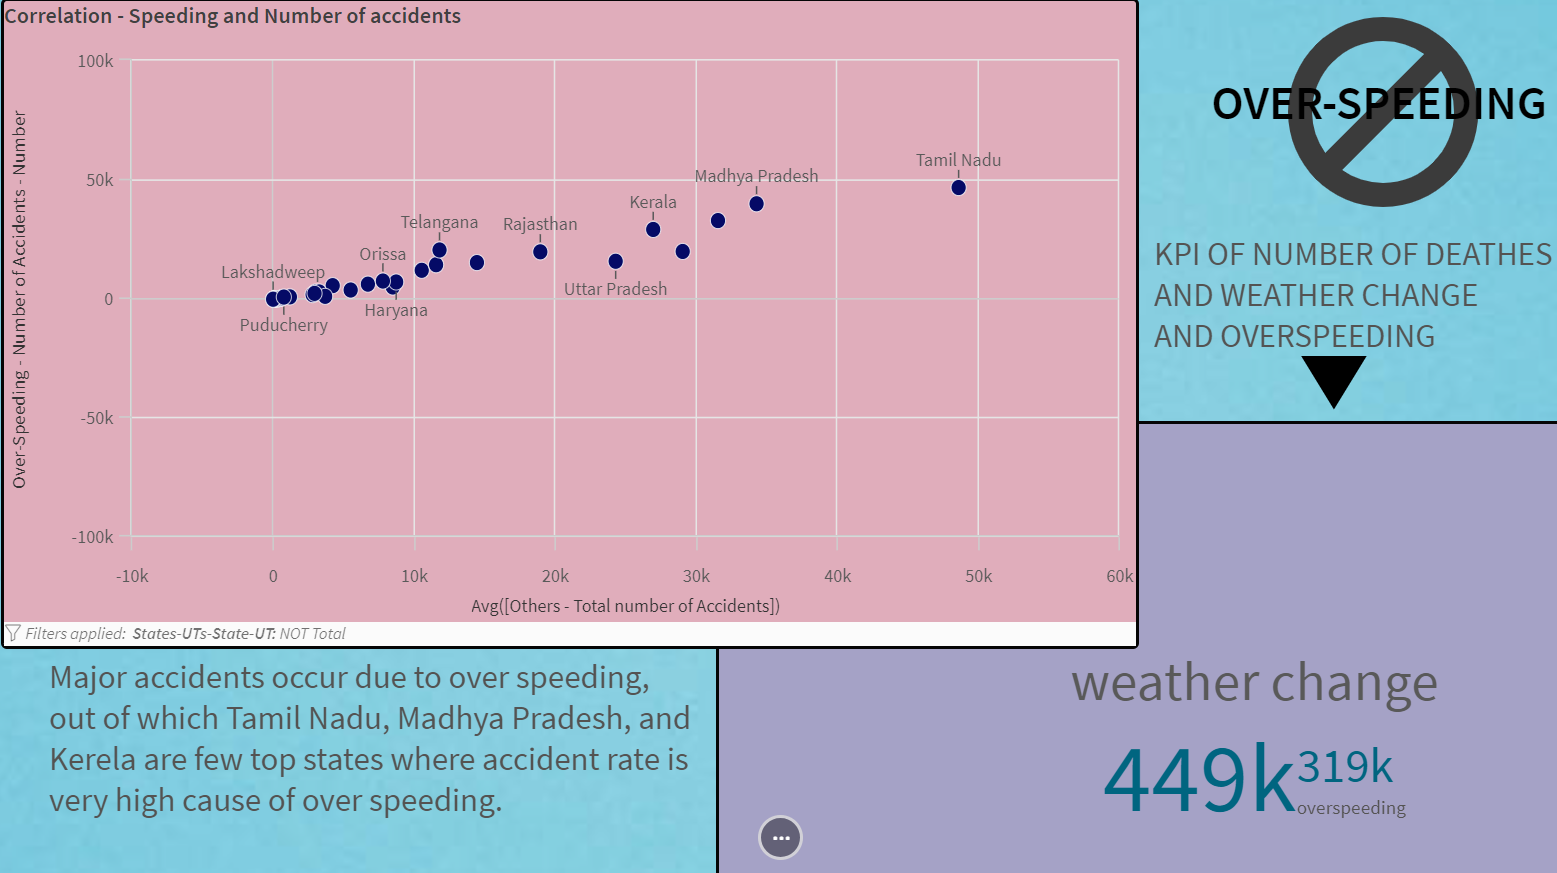 Correlation - Speeding and Number of accidents
Over-Speeding - Number of Accidents - Number
100k
50k
0
-50k
-100k
Tamil Nadu
Madhya Pradesh
Kerala
Telangana
Rajasthan
Orissa
Lakshadweep
Uttar Pradesh
Haryana
Puducherry
-10k
0
10k
20k
30k
40k
50k
60k
Avg([Others - Total number of Accidents])
Filters applied: States-UTs-State-UT: NOT Total
OVER-SPEEDING
KPI OF NUMBER OF DEATHES
AND WEATHER CHANGE
AND OVERSPEEDING
Major accidents occur due to over speeding,
out of which Tamil Nadu, Madhya Pradesh, and
Kerela are few top states where accident rate is
very high cause of over speeding.
weather change
449k
319k
overspeeding